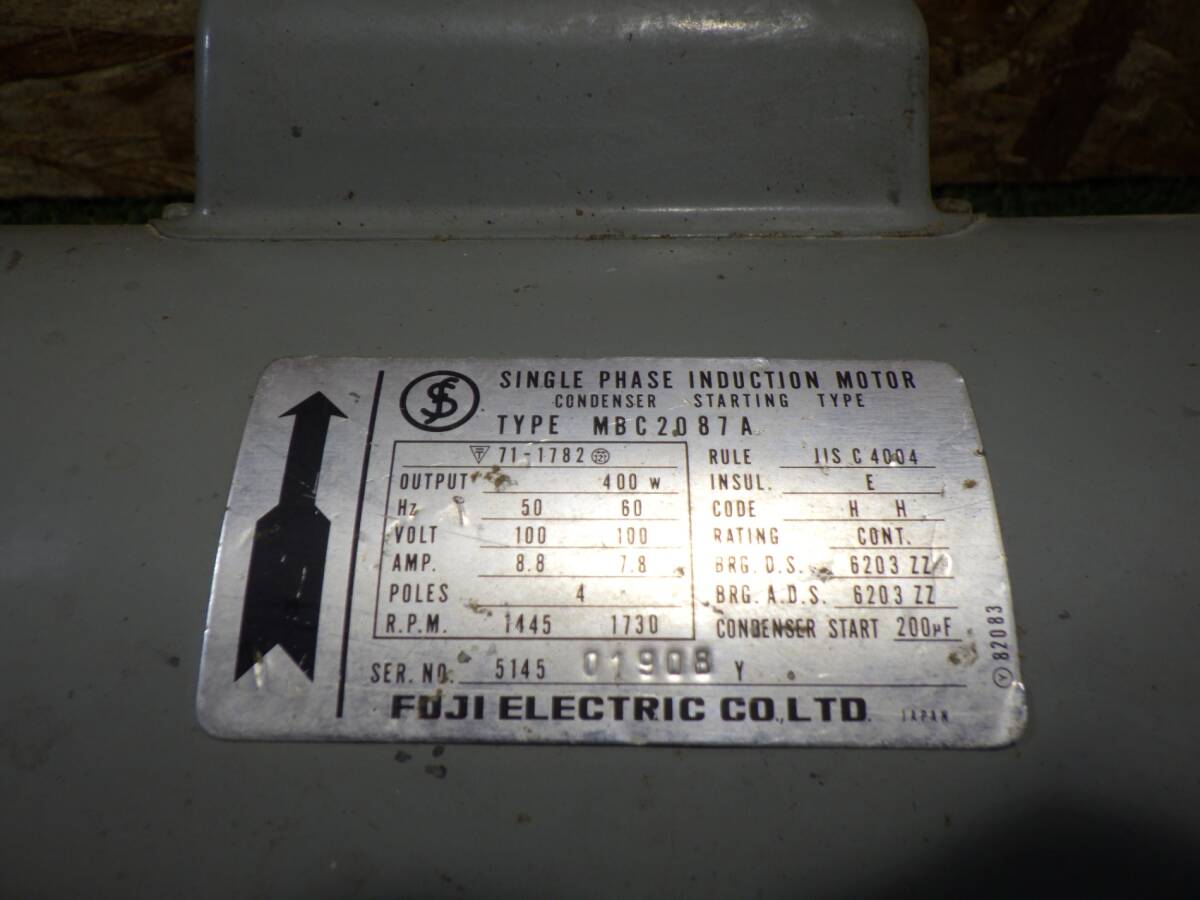 SINGLE PHASE INDUCTION MOTOR
CONDENSER STARTING TYPE
TYPE MBC2087A
71-1782
RULE JIS C 4004
OUTPUT 400 W
INSUL. E
Hz 50 60
CODE H H
VOLT 100 100
RATING CONT.
AMP. 8.8 7.8
BRG. D.S. 6203 ZZ
POLES 4
BRG. A.D.S. 6203 ZZ
R.P.M. 1445 1730
CONDENSER START 200μF
SER. NO. 5145 01908 Y
FUJI ELECTRIC CO., LTD. JAPAN
Y 82083